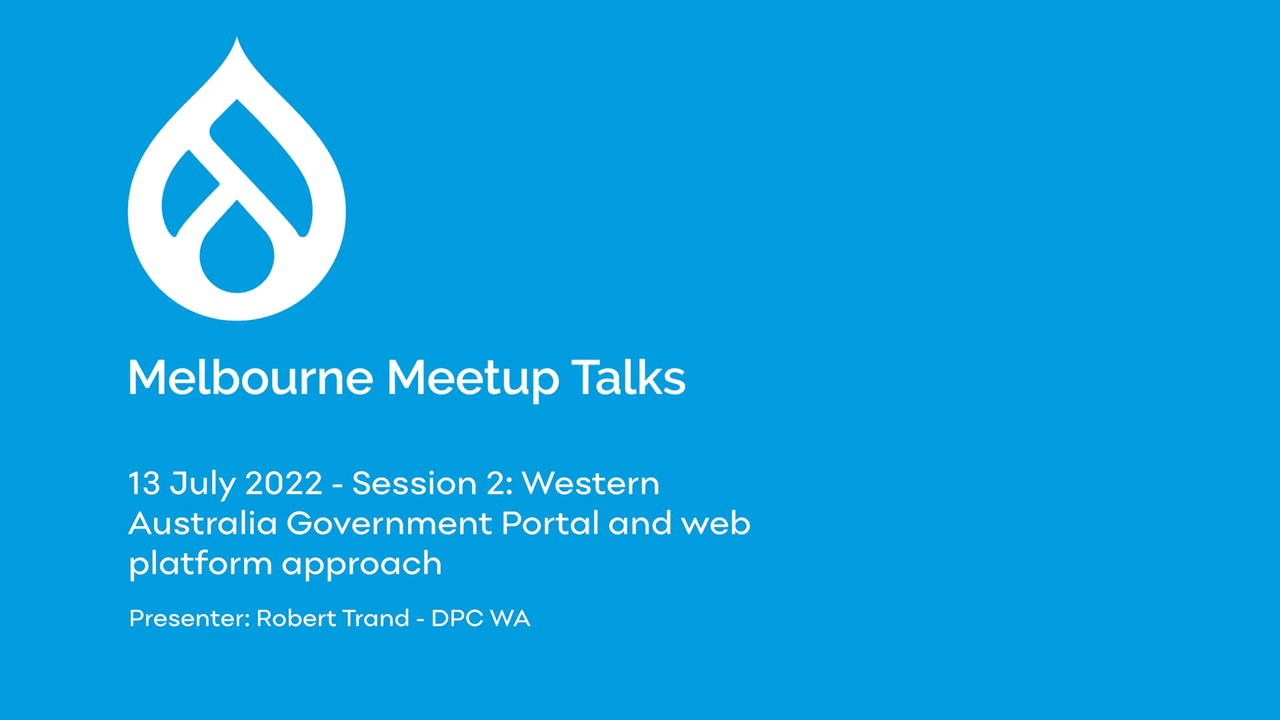 Melbourne Meetup Talks
13 July 2022 - Session 2: Western
Australia Government Portal and web
platform approach
Presenter: Robert Trand - DPC WA